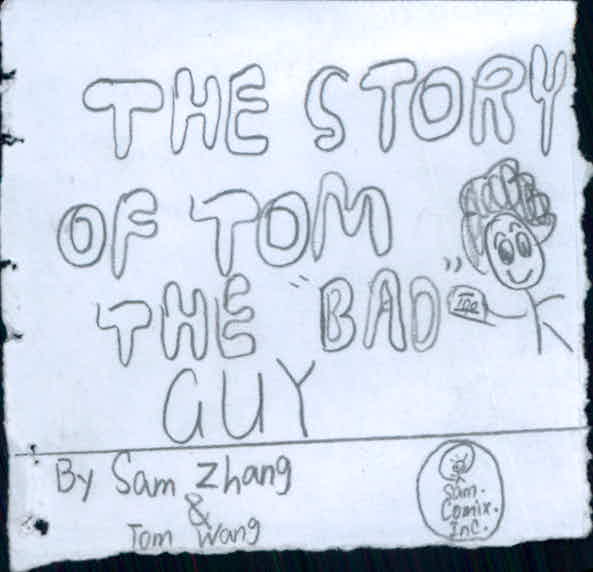 THE STORY
OF TOM
THE "BAD"
GUY
By Sam Zhang
&
Tom Wang
Sam.
Comix.
Inc.